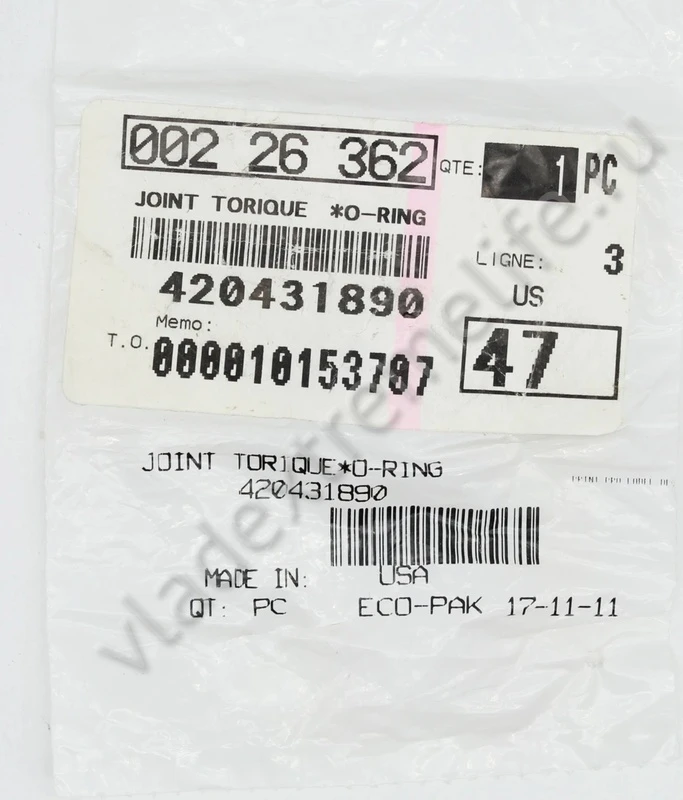 002 26 362
QTE: 1 PC
JOINT TORIQUE *O-RING
LIGNE: 3
420431890
US
Memo:
T.O. 000010153707
47
JOINT TORIQUE*O-RING
420431890
MADE IN: USA
QT: PC ECO-PAK 17-11-11
vladextremelife.ru